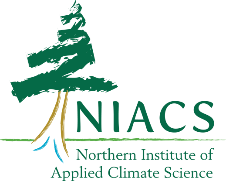 NIACS
Northern Institute of
Applied Climate Science